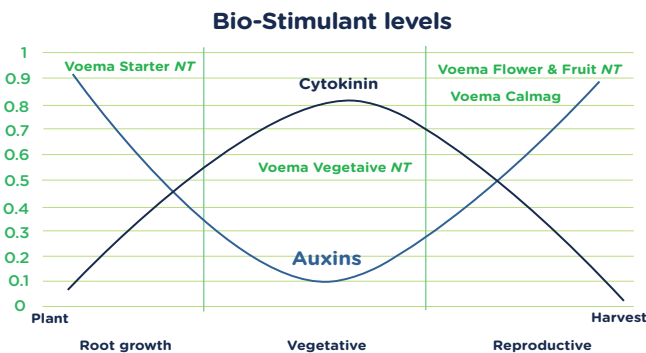 Bio-Stimulant levels
1
0.9
0.8
0.7
0.6
0.5
0.4
0.3
0.2
0.1
0
Voema Starter NT
Cytokinin
Voema Flower & Fruit NT
Voema Calmag
Voema Vegetaive NT
Auxins
Plant
Harvest
Root growth
Vegetative
Reproductive